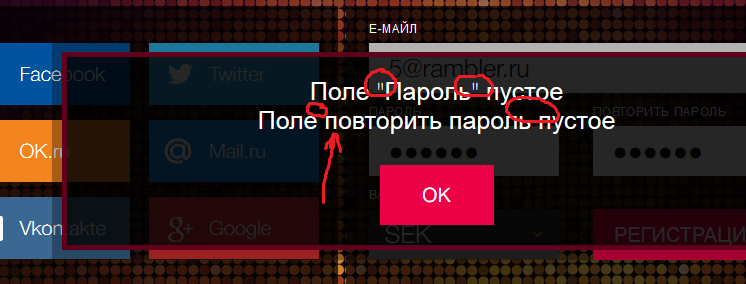 Е-МАЙЛ
Facebook
Twitter
5@rambler.ru
Поле "Пароль" пустое
ПАРОЛЬ
ПОВТОРИТЬ ПАРОЛЬ
Поле повторить пароль пустое
OK.ru
Mail.ru
OK
Vkontakte
Google
SEK
РЕГИСТРАЦИ